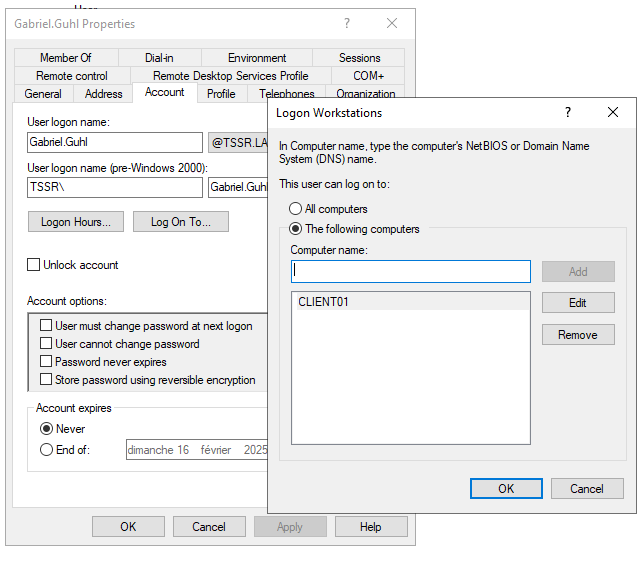 Gabriel.Guhl Properties
?
Member Of Dial-in Environment Sessions
Remote control Remote Desktop Services Profile COM+
General Address Account Profile Telephones Organization
User logon name:
Gabriel.Guhl @TSSR.LA
User logon name (pre-Windows 2000):
TSSR\ Gabriel.Guhl
Logon Hours... Log On To...
Unlock account
Account options:
User must change password at next logon
User cannot change password
Password never expires
Store password using reversible encryption
Account expires
Never
End of: dimanche 16 février 2025
OK Cancel Apply Help
Logon Workstations
?
In Computer name, type the computer's NetBIOS or Domain Name
System (DNS) name.
This user can log on to:
All computers
The following computers
Computer name:
Add
CLIENT01
Edit
Remove
OK Cancel